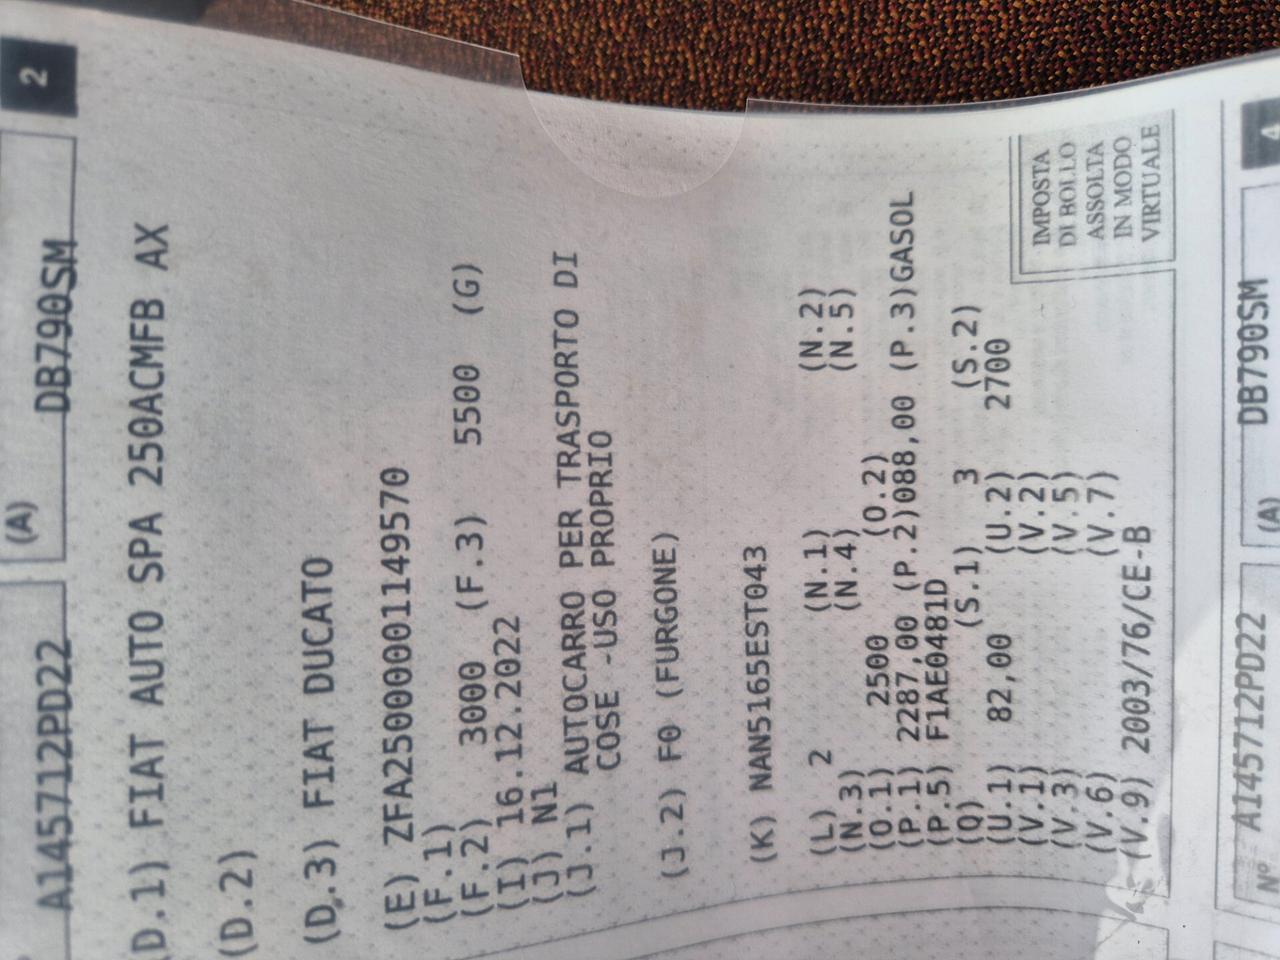 2
(A) DB790SM
A145712PD22
D.1) FIAT AUTO SPA 250ACMFB AX
(D.2)
(D.3) FIAT DUCATO
(E) ZFA25000001149570
(F.1)
(F.2) 3000 (F.3) 5500 (G)
(I) 16.12.2022
(J) N1
(J.1) AUTOCARRO PER TRASPORTO DI
COSE -USO PROPRIO
(J.2) F0 (FURGONE)
(K) NAN5165EST043
(L) 2 (N.1) (N.2)
(N.3) (N.4) (N.5)
(O.1) 2500 (O.2)
(P.1) 2287,00 (P.2)088,00 (P.3)GASOL
(P.5) F1AE0481D
(Q) (S.1) 3 (S.2)
(U.1) 82,00 (U.2) 2700
(V.1) (V.2)
(V.3) (V.5)
(V.6) (V.7)
(V.9) 2003/76/CE-B
IMPOSTA
DI BOLLO
ASSOLTA
IN MODO
VIRTUALE
4
Nº A145712PD22 (A) DB790SM